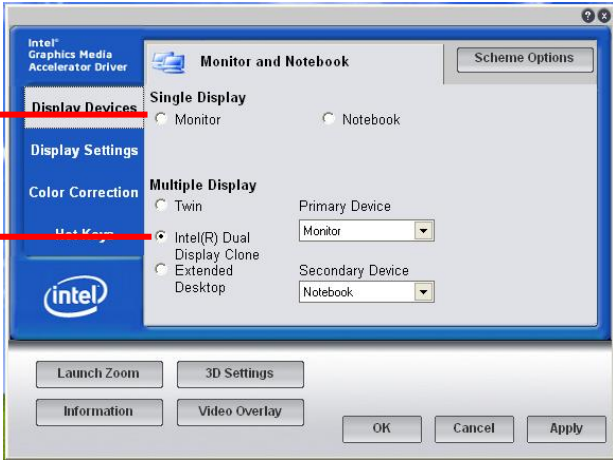 Intel®
Graphics Media
Accelerator Driver
Monitor and Notebook
Scheme Options
Display Devices
Single Display
Monitor
Notebook
Display Settings
Color Correction
Multiple Display
Twin
Primary Device
Hot Keys
Intel(R) Dual
Display Clone
Monitor
Extended
Desktop
Secondary Device
Notebook
intel
Launch Zoom
3D Settings
Information
Video Overlay
OK
Cancel
Apply